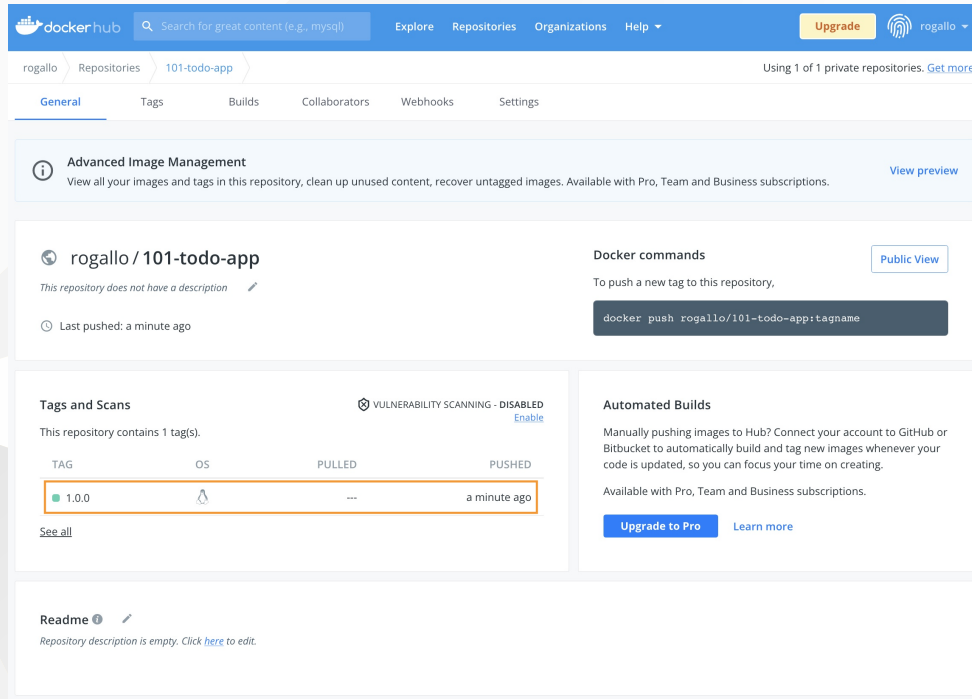 dockerhub
Search for great content (e.g., mysql)
Explore Repositories Organizations Help
Upgrade
rogallo
rogallo Repositories 101-todo-app
Using 1 of 1 private repositories. Get more
General Tags Builds Collaborators Webhooks Settings
Advanced Image Management
View all your images and tags in this repository, clean up unused content, recover untagged images. Available with Pro, Team and Business subscriptions.
View preview
rogallo / 101-todo-app
This repository does not have a description
Last pushed: a minute ago
Docker commands
Public View
To push a new tag to this repository,
docker push rogallo/101-todo-app:tagname
Tags and Scans
VULNERABILITY SCANNING - DISABLED
Enable
This repository contains 1 tag(s).
TAG OS PULLED PUSHED
1.0.0 --- a minute ago
See all
Automated Builds
Manually pushing images to Hub? Connect your account to GitHub or
Bitbucket to automatically build and tag new images whenever your
code is updated, so you can focus your time on creating.
Available with Pro, Team and Business subscriptions.
Upgrade to Pro Learn more
Readme
Repository description is empty. Click here to edit.